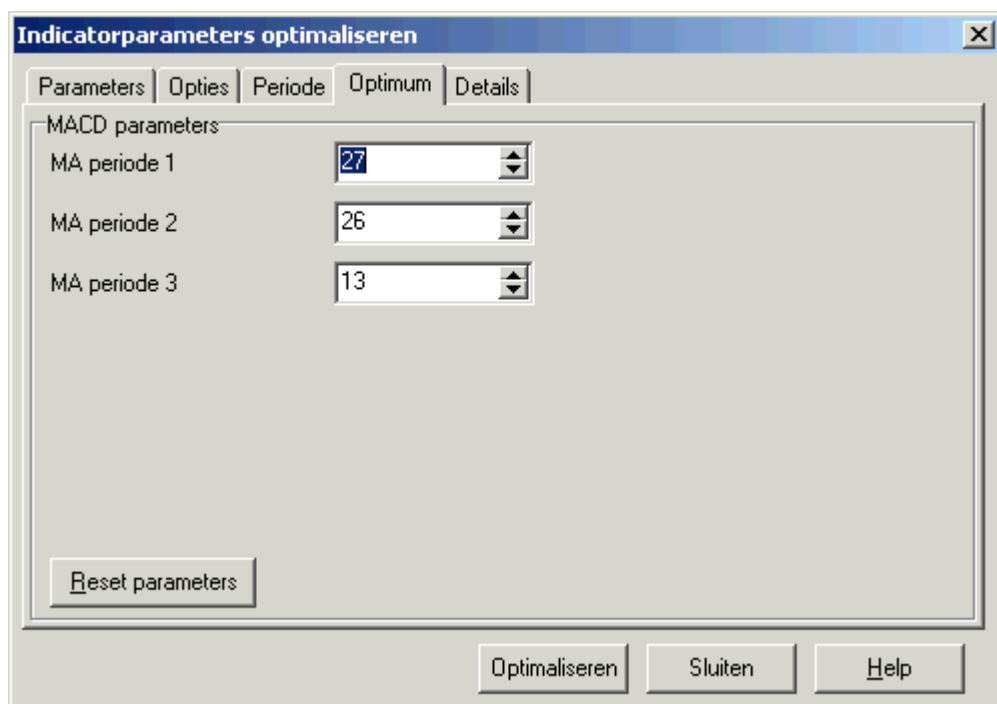 Indicatorparameters optimaliseren
Parameters Opties Periode Optimum Details
MACD parameters
MA periode 1 27
MA periode 2 26
MA periode 3 13
Reset parameters
Optimaliseren Sluiten Help